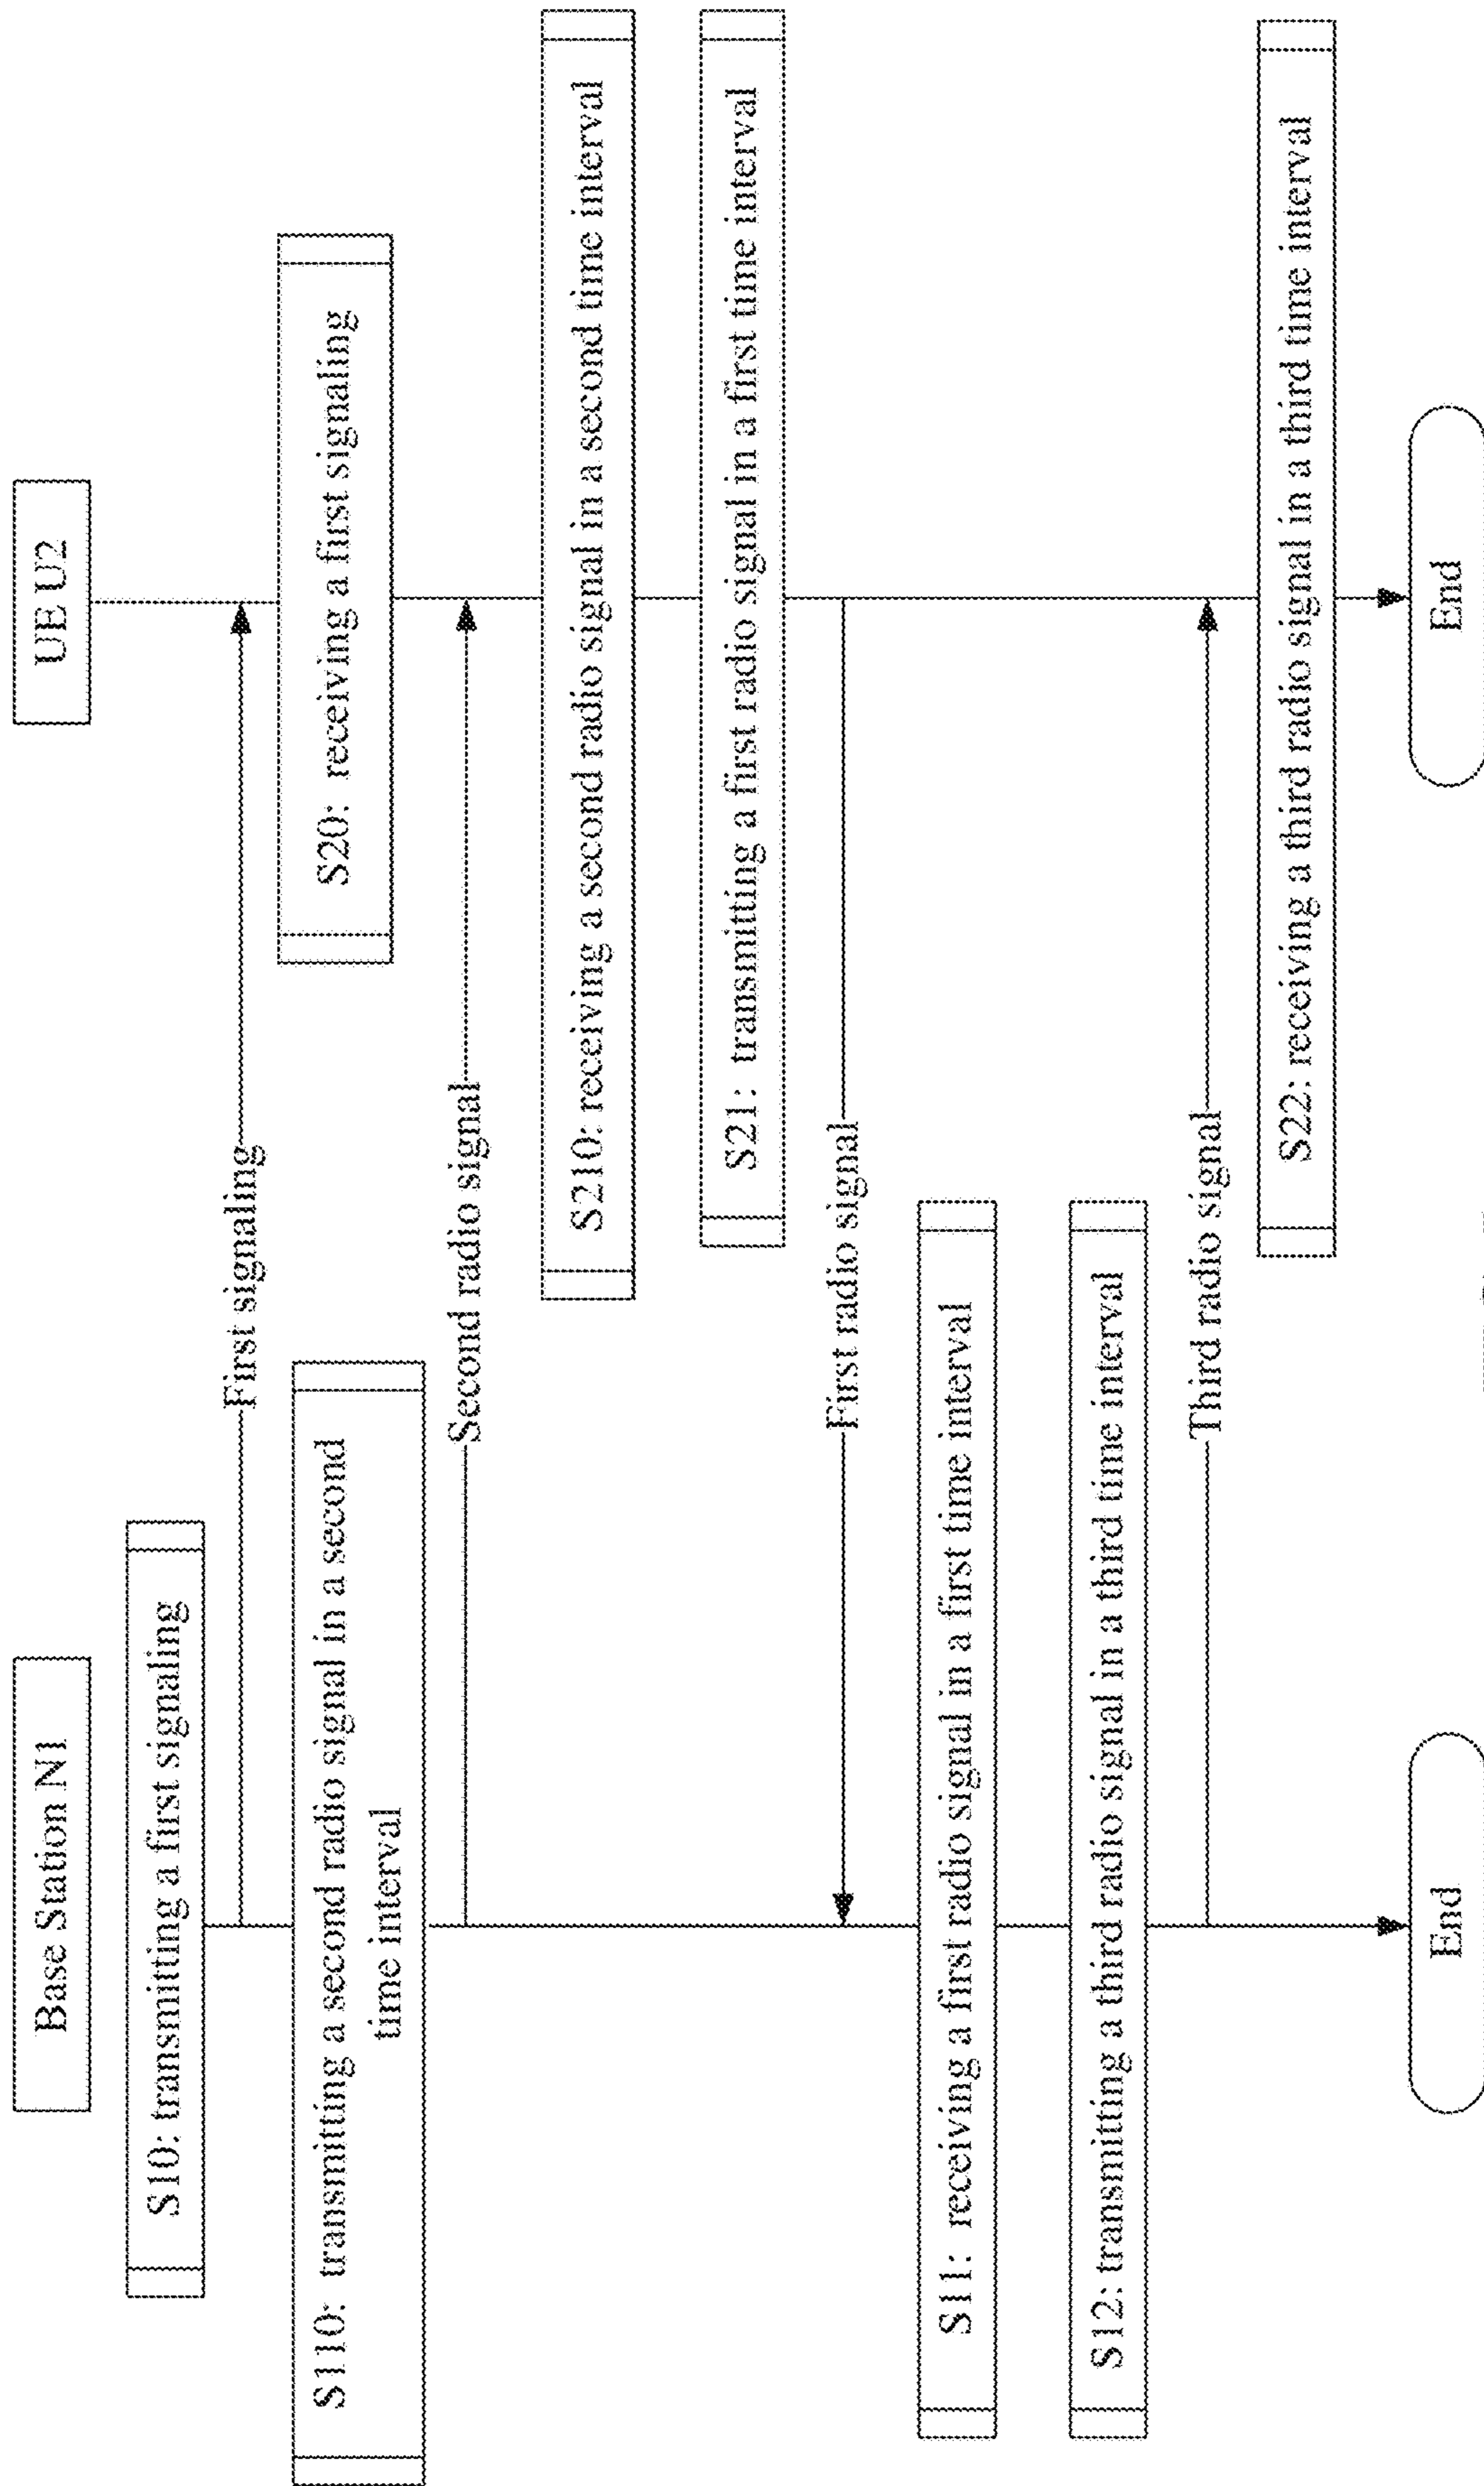 Base Station N1
UE U2
S10: transmitting a first signaling
First signaling
S20: receiving a first signaling
S110: transmitting a second radio signal in a second
time interval
Second radio signal
S210: receiving a second radio signal in a second time interval
S21: transmitting a first radio signal in a first time interval
First radio signal
S11: receiving a first radio signal in a first time interval
S12: transmitting a third radio signal in a third time interval
Third radio signal
S22: receiving a third radio signal in a third time interval
End
End